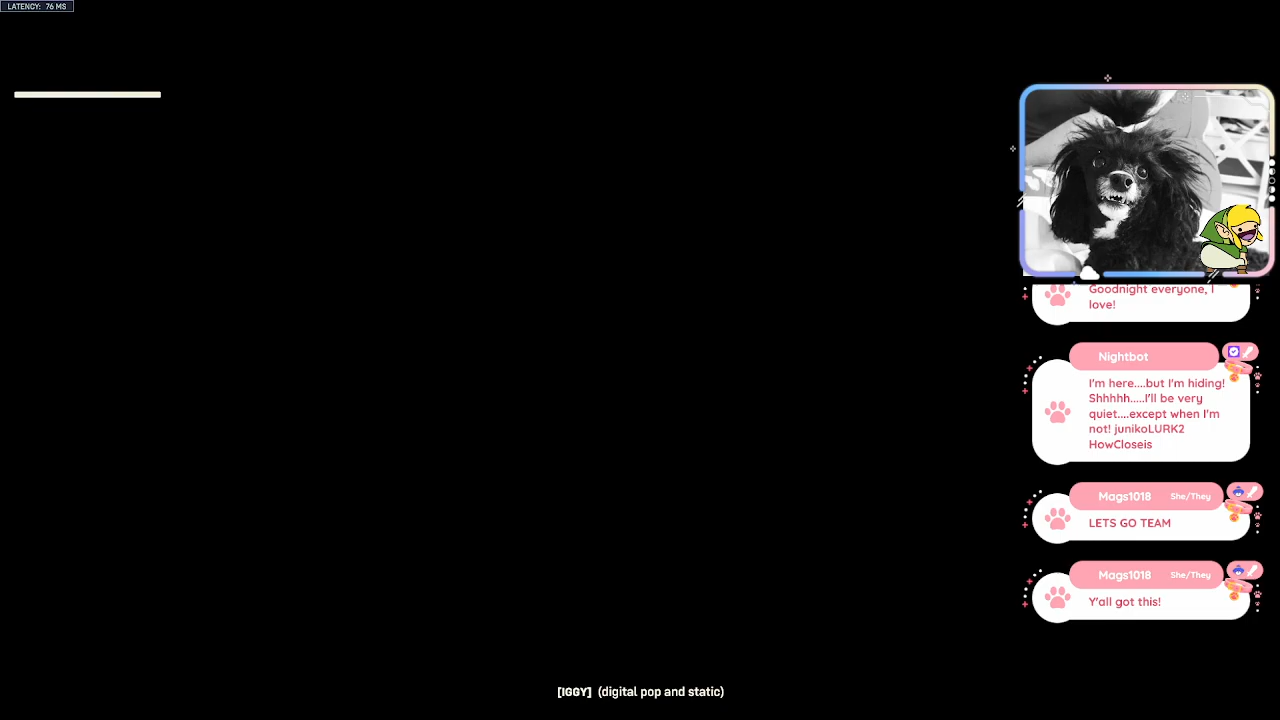 LATENCY: 76 MS
Goodnight everyone, I
love!
Nightbot
I'm here....but I'm hiding!
Shhhhh.....I'll be very
quiet....except when I'm
not! junikoLURK2
HowCloseis
Mags1018 She/They
LETS GO TEAM
Mags1018 She/They
Y'all got this!
[IGGY] (digital pop and static)